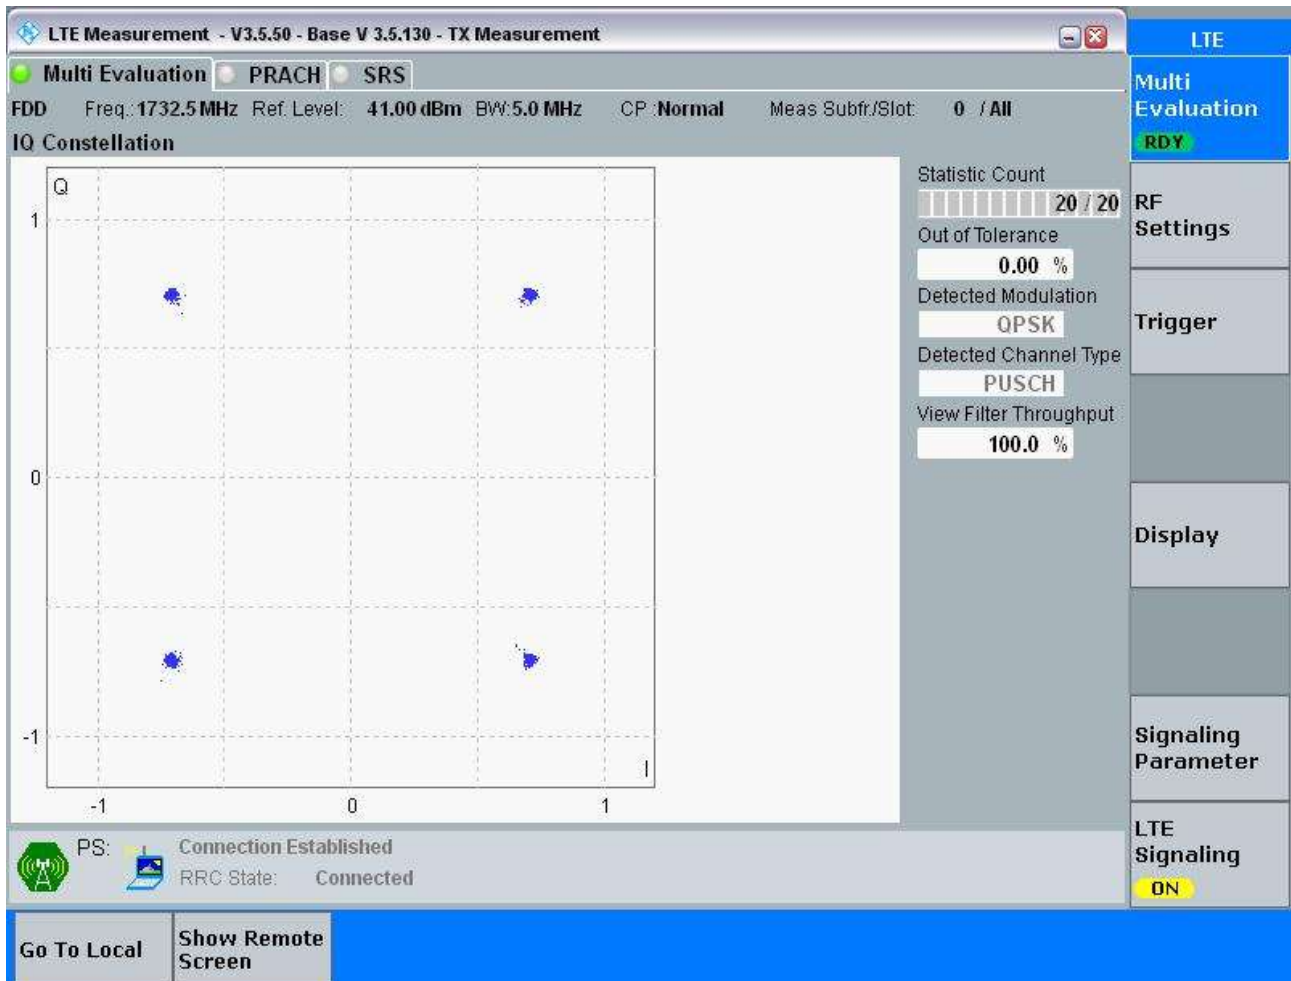 LTE Measurement - V3.5.50 - Base V 3.5.130 - TX Measurement
Multi Evaluation PRACH SRS
FDD Freq.: 1732.5 MHz Ref. Level: 41.00 dBm BW: 5.0 MHz CP : Normal Meas Subfr./Slot: 0 / All
IQ Constellation
Q
1
0
-1
I
-1 0 1
Statistic Count
20 / 20
Out of Tolerance
0.00 %
Detected Modulation
QPSK
Detected Channel Type
PUSCH
View Filter Throughput
100.0 %
PS: Connection Established
RRC State: Connected
LTE
Multi
Evaluation
RDY
RF
Settings
Trigger
Display
Signaling
Parameter
LTE
Signaling
ON
Go To Local
Show Remote
Screen